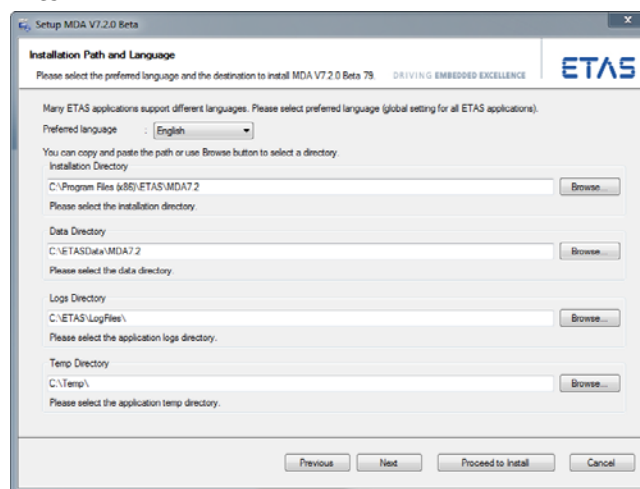 Setup MDA V7.2.0 Beta
Installation Path and Language
Please select the preferred language and the destination to install MDA V7.2.0 Beta 79.
DRIVING EMBEDDED EXCELLENCE
ETAS
Many ETAS applications support different languages. Please select preferred language (global setting for all ETAS applications).
Preferred language : English
You can copy and paste the path or use Browse button to select a directory.
Installation Directory
C:\Program Files (x86)\ETAS\MDA7.2 Browse...
Please select the installation directory.
Data Directory
C:\ETASData\MDA7.2 Browse...
Please select the data directory.
Logs Directory
C:\ETAS\LogFiles\ Browse...
Please select the application logs directory.
Temp Directory
C:\Temp\ Browse...
Please select the application temp directory.
Previous Next Proceed to Install Cancel